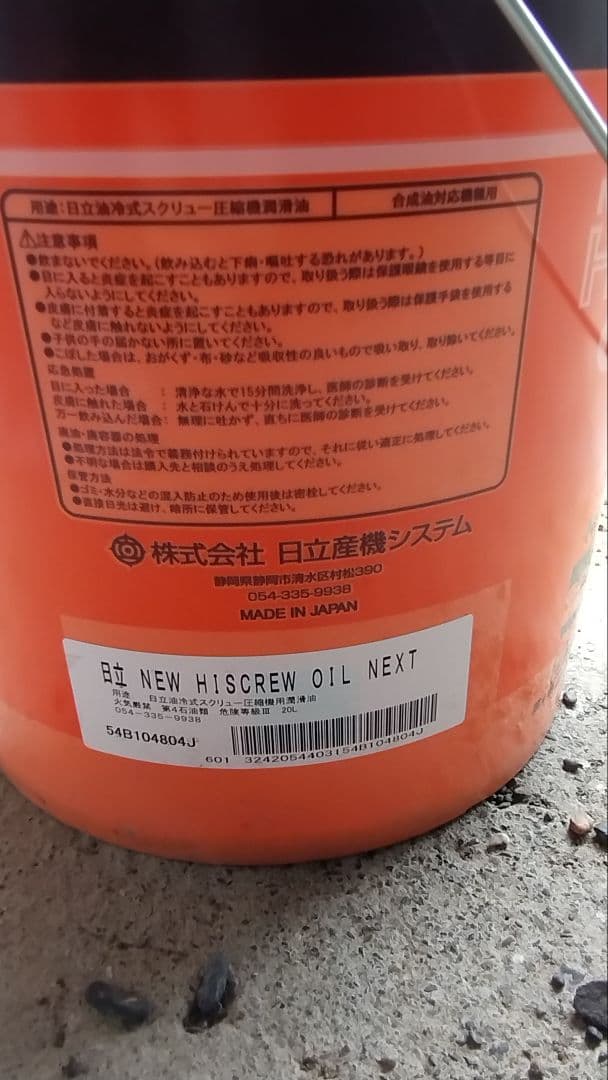 用途：日立油冷式スクリュー圧縮機潤滑油
合成油対応機種用
⚠注意事項
●飲まないでください。（飲み込むと下痢・嘔吐する恐れがあります。）
●目に入ると炎症を起こすこともありますので、取り扱う際は保護眼鏡を使用する等目に
入らないようにしてください。
●皮膚に付着すると炎症を起こすこともありますので、取り扱う際は保護手袋を使用する
など皮膚に触れないようにしてください。
●子供の手の届かない所に置いてください。
●こぼした場合は、おがくず・布・砂など吸収性の良いもので吸い取り、取り除いてください。
応急処置
目に入った場合 ：清浄な水で15分間洗浄し、医師の診断を受けてください。
皮膚に触れた場合 ：水と石けんで十分に洗ってください。
万一飲み込んだ場合：無理に吐かず、直ちに医師の診断を受けてください。
廃油・廃容器の処理
●処理方法は法令で義務付けられていますので、それに従い適正に処理してください。
●不明な場合は購入先と相談のうえ処理してください。
保管方法
●ゴミ・水分などの混入防止のため使用後は密栓してください。
●直接日光は避け、暗所に保管してください。
株式会社 日立産機システム
静岡県静岡市清水区村松390
054-335-9938
MADE IN JAPAN
日立 NEW HISCREW OIL NEXT
用途 日立油冷式スクリュー圧縮機用潤滑油
火気厳禁 第4石油類 危険等級Ⅲ 20L
054-335-9938
54B104804J
601 3242054403154B104804J